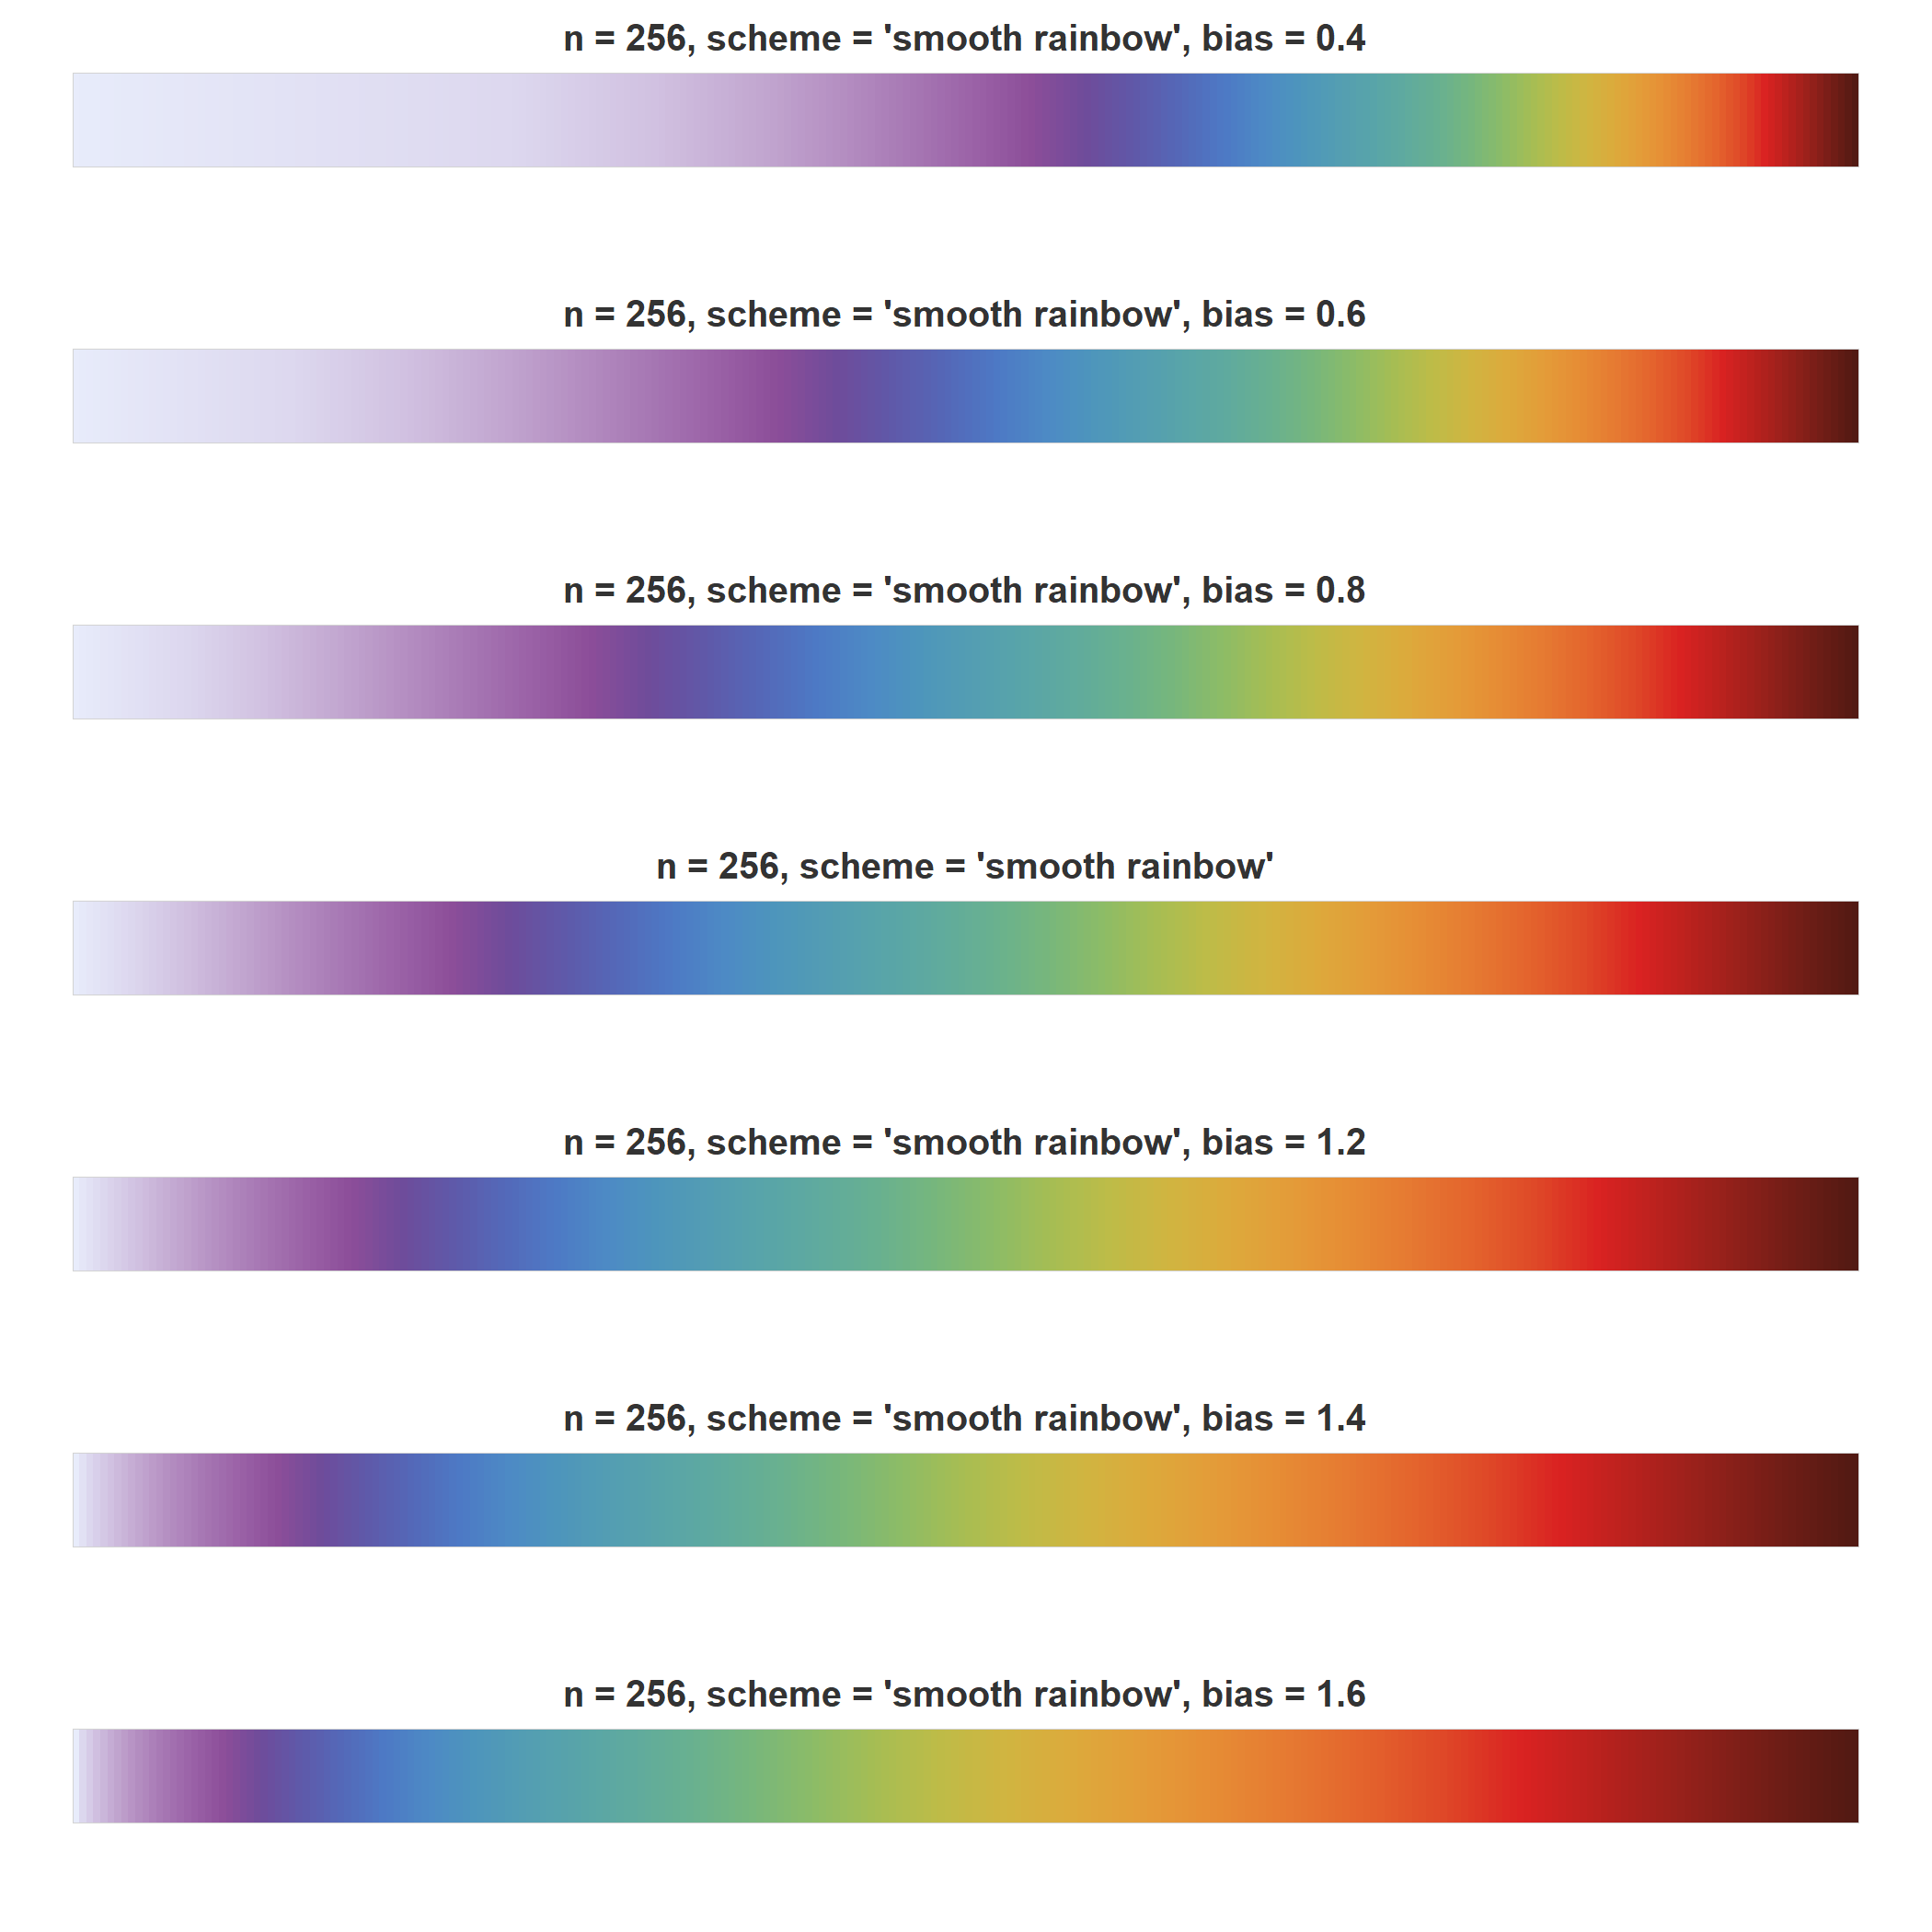 n = 256, scheme = 'smooth rainbow', bias = 0.4
n = 256, scheme = 'smooth rainbow', bias = 0.6
n = 256, scheme = 'smooth rainbow', bias = 0.8
n = 256, scheme = 'smooth rainbow'
n = 256, scheme = 'smooth rainbow', bias = 1.2
n = 256, scheme = 'smooth rainbow', bias = 1.4
n = 256, scheme = 'smooth rainbow', bias = 1.6